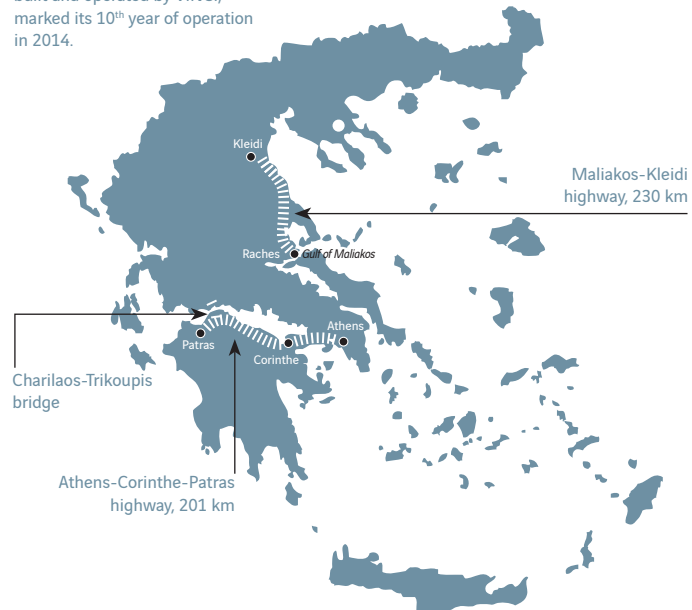 marked its 10th year of operation
in 2014.
Kleidi
Maliakos-Kleidi
highway, 230 km
Raches
Gulf of Maliakos
Athens
Patras
Corinthe
Charilaos-Trikoupis
bridge
Athens-Corinthe-Patras
highway, 201 km